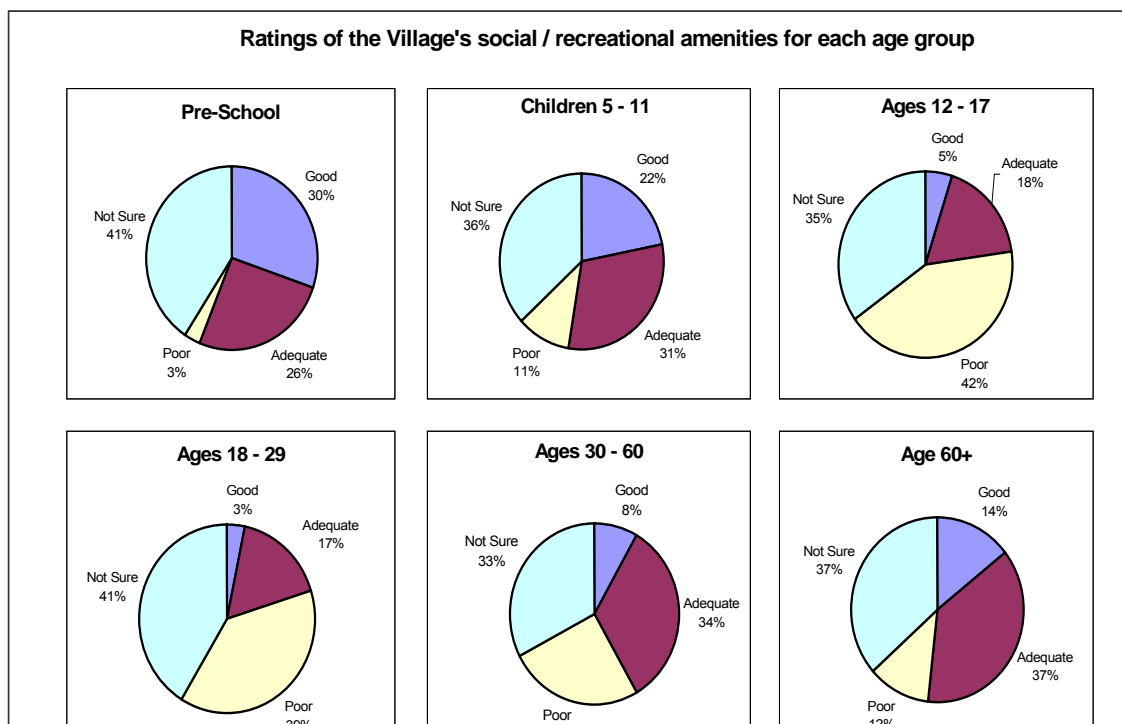 Ratings of the Village's social / recreational amenities for each age group
Pre-School
Good
30%
Not Sure
41%
Poor
3%
Adequate
26%
Children 5 - 11
Good
22%
Not Sure
36%
Adequate
31%
Poor
11%
Ages 12 - 17
Good
5%
Adequate
18%
Not Sure
35%
Poor
42%
Ages 18 - 29
Good
3%
Adequate
17%
Not Sure
41%
Poor
Ages 30 - 60
Good
8%
Not Sure
33%
Adequate
34%
Poor
Age 60+
Good
14%
Not Sure
37%
Adequate
37%
Poor